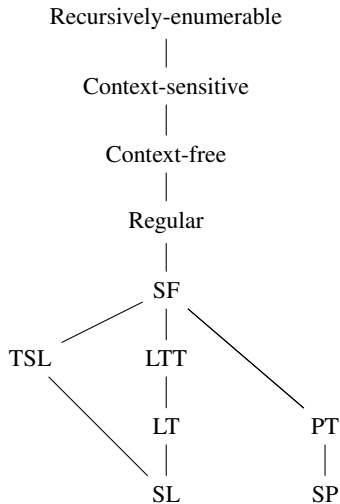 Recursively-enumerable
Context-sensitive
Context-free
Regular
SF
TSL LTT
LT PT
SL SP